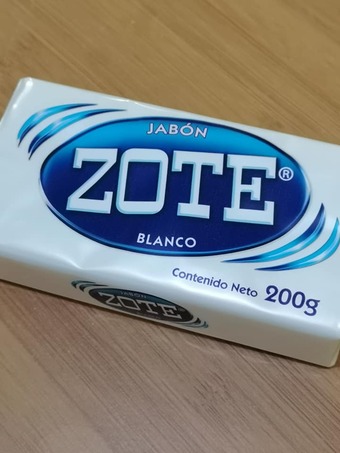 JABÓN
ZOTE®
BLANCO
Contenido Neto 200g
JABÓN
ZOTE